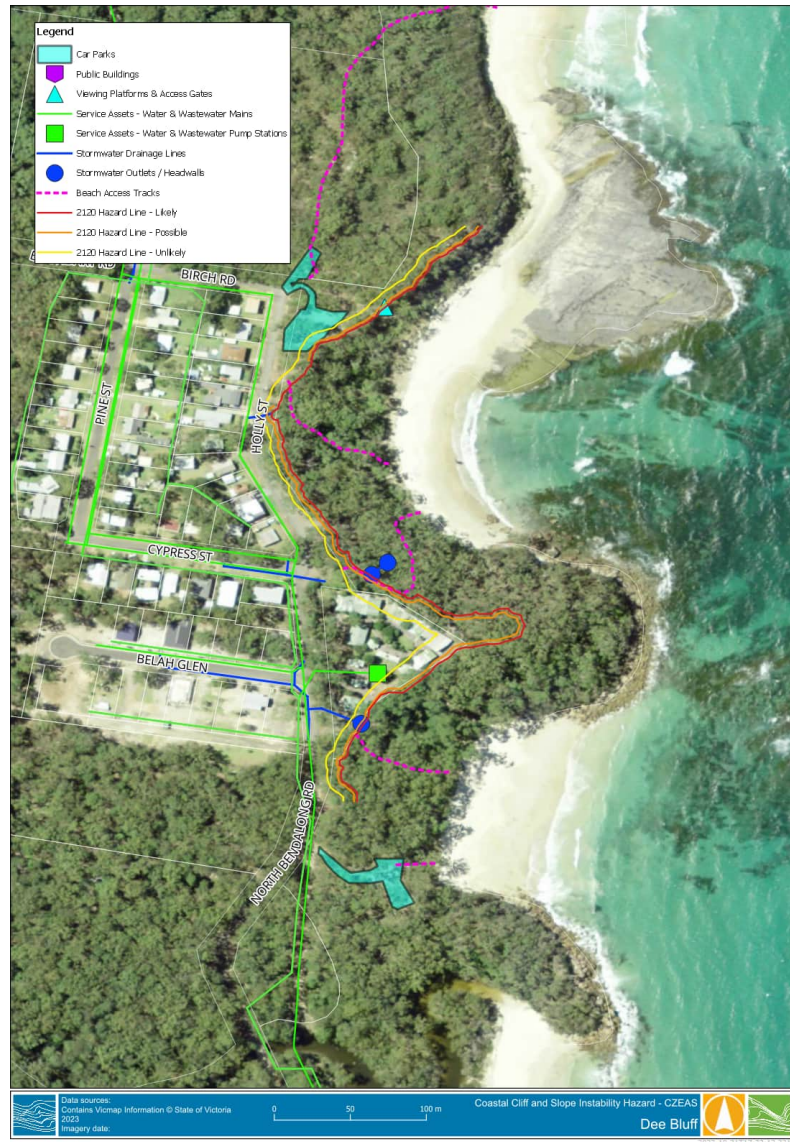 Legend
Car Parks
Public Buildings
Viewing Platforms & Access Gates
Service Assets - Water & Wastewater Mains
Service Assets - Water & Wastewater Pump Stations
Stormwater Drainage Lines
Stormwater Outlets / Headwalls
Beach Access Tracks
2120 Hazard Line - Likely
2120 Hazard Line - Possible
2120 Hazard Line - Unlikely
RD
BIRCH RD
PINE ST
HOLLY ST
CYPRESS ST
BELAH GLEN
NORTH BENDALONG RD
Data sources:
Contains Vicmap Information © State of Victoria
2023
Imagery date:
0 50 100 m
Coastal Cliff and Slope Instability Hazard - CZEAS
Dee Bluff